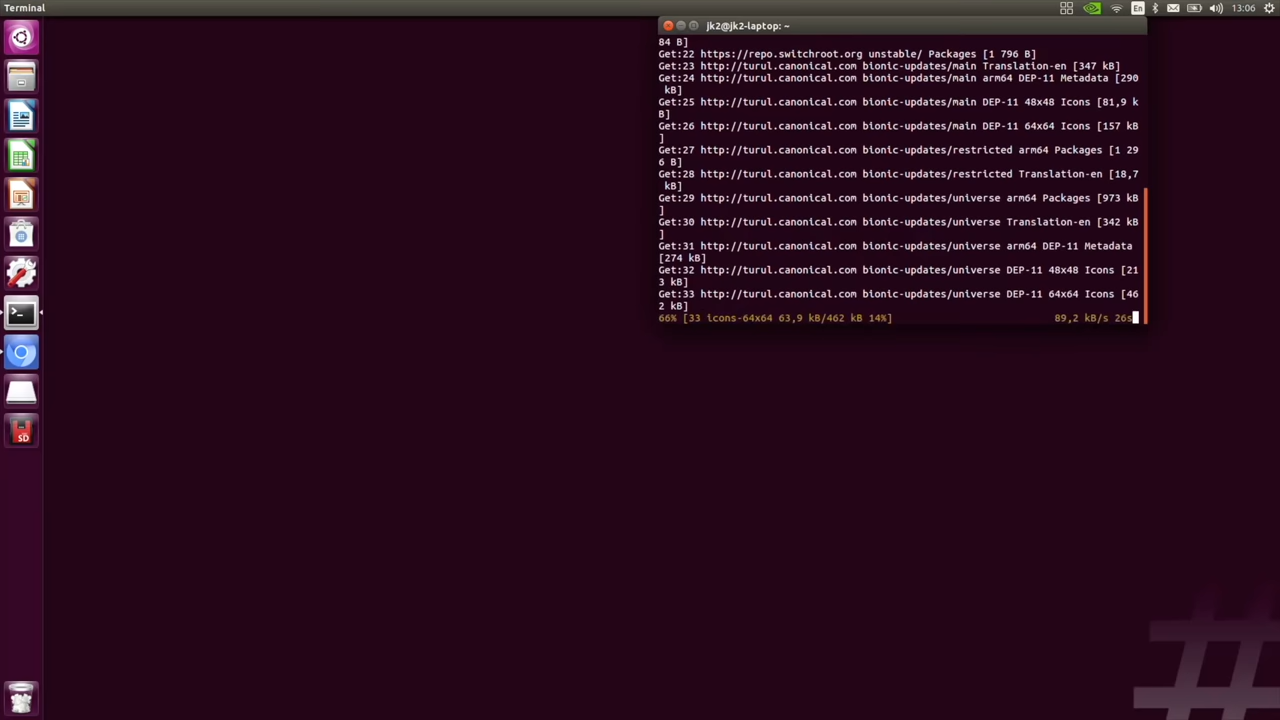 Terminal
En
13:06
jk2@jk2-laptop: ~
84 B]
Get:22 https://repo.switchroot.org unstable/ Packages [1 796 B]
Get:23 http://turul.canonical.com bionic-updates/main Translation-en [347 kB]
Get:24 http://turul.canonical.com bionic-updates/main arm64 DEP-11 Metadata [290
 kB]
Get:25 http://turul.canonical.com bionic-updates/main DEP-11 48x48 Icons [81,9 k
B]
Get:26 http://turul.canonical.com bionic-updates/main DEP-11 64x64 Icons [157 kB
]
Get:27 http://turul.canonical.com bionic-updates/restricted arm64 Packages [1 29
6 B]
Get:28 http://turul.canonical.com bionic-updates/restricted Translation-en [18,7
 kB]
Get:29 http://turul.canonical.com bionic-updates/universe arm64 Packages [973 kB
]
Get:30 http://turul.canonical.com bionic-updates/universe Translation-en [342 kB
]
Get:31 http://turul.canonical.com bionic-updates/universe arm64 DEP-11 Metadata
[274 kB]
Get:32 http://turul.canonical.com bionic-updates/universe DEP-11 48x48 Icons [21
3 kB]
Get:33 http://turul.canonical.com bionic-updates/universe DEP-11 64x64 Icons [46
2 kB]
66% [33 icons-64x64 63,9 kB/462 kB 14%] 89,2 kB/s 26s
SD
#